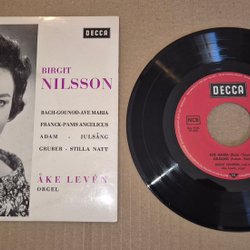 DECCA
BIRGIT
NILSSON
BACH-GOUNOD-AVE MARIA
FRANCK-PANIS ANGELICUS
ADAM - JULSÅNG
GRUBER - STILLA NATT
ÅKE LEVÉN
ORGEL
DECCA
NCB